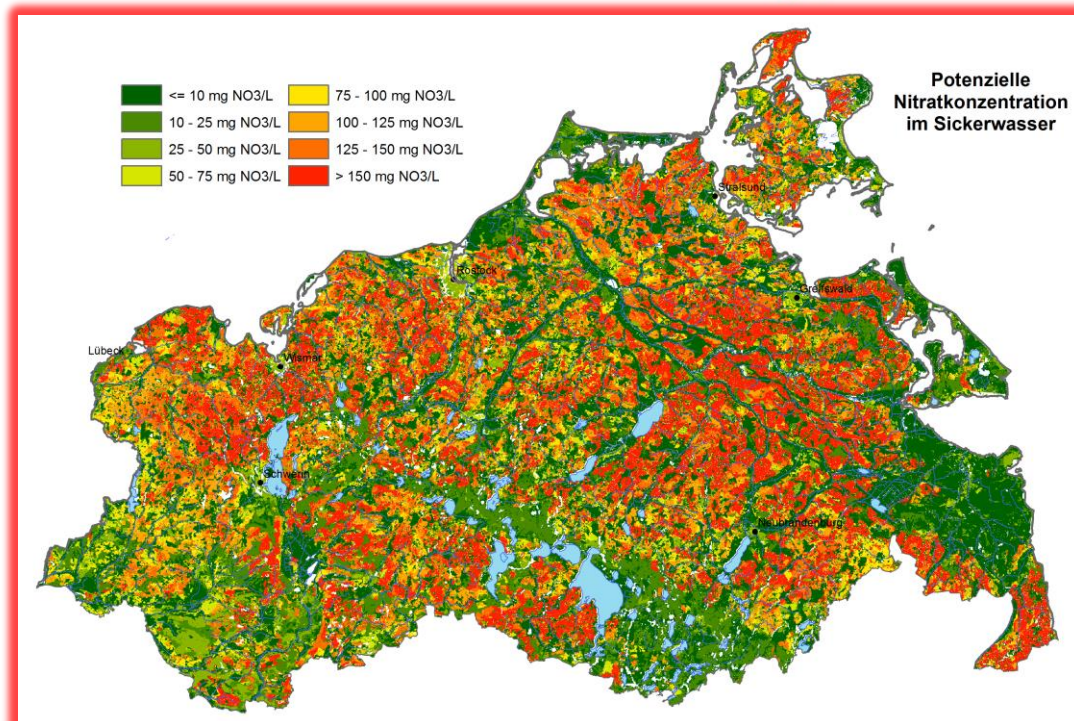 Potenzielle
Nitratkonzentration
im Sickerwasser
<= 10 mg NO3/L
10 - 25 mg NO3/L
25 - 50 mg NO3/L
50 - 75 mg NO3/L
75 - 100 mg NO3/L
100 - 125 mg NO3/L
125 - 150 mg NO3/L
> 150 mg NO3/L
Stralsund
Rostock
Greifswald
Lübeck
Wismar
Schwerin
Neubrandenburg